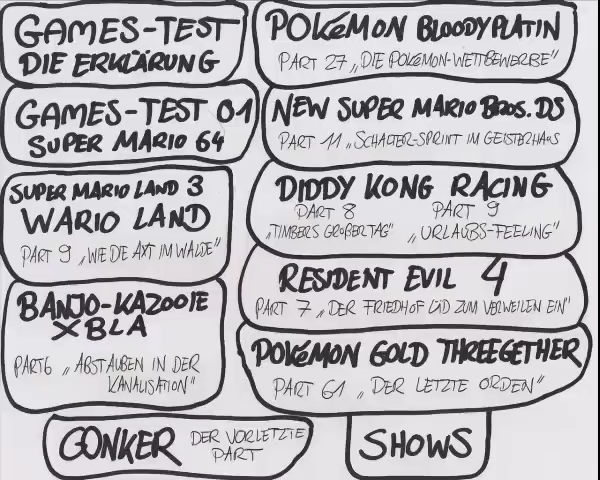 GAMES-TEST
DIE ERKLÄRUNG
GAMES-TEST 01
SUPER MARIO 64
SUPER MARIO LAND 3
WARIO LAND
PART 9 „WE DE AXT IM WALDE"
BANJO-KAZOOIE
XBLA
PART 6 „ABSTAUBEN IN DER
KANALISATION"
POKéMON BLOODYPLATIN
PART 27 „DIE POKéMON-WETTBEWERBE"
NEW SUPER MARIO BROS. DS
PART 11 „SCHALTER-SPRINT IM GEISTERHAUS
DIDDY KONG RACING
PART 8 PART 9
„TIMBERS GROßER TAG" „URLAUBS-FEELING"
RESIDENT EVIL 4
PART 7 „DER FRIEDHOF LÄD ZUM VERWEILEN EIN"
POKéMON GOLD THREEGETHER
PART 61 „DER LETZTE ORDEN"
CONKER DER VORLETZTE
PART
SHOWS